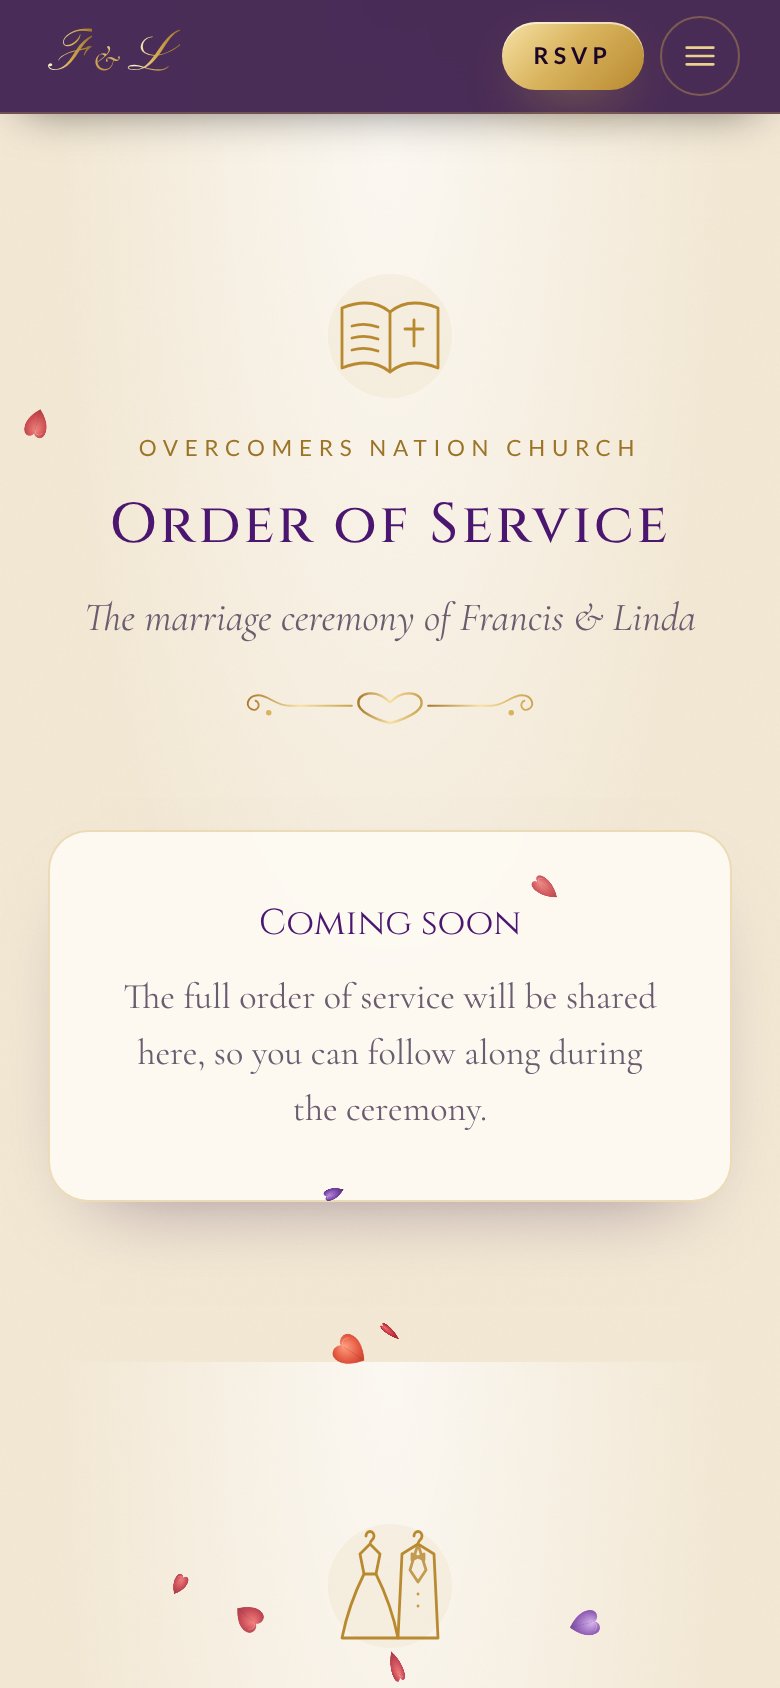 F & L
RSVP
OVERCOMERS NATION CHURCH
Order of Service
The marriage ceremony of Francis & Linda
Coming soon
The full order of service will be shared
here, so you can follow along during
the ceremony.